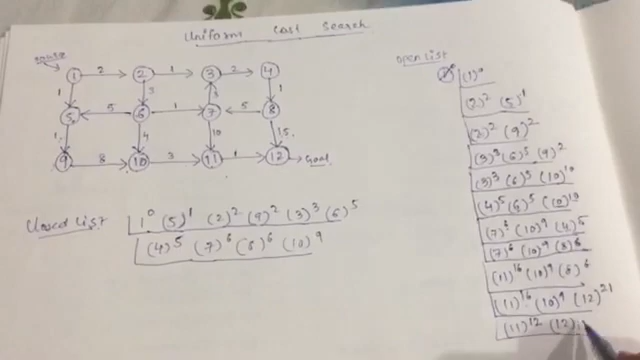 Uniform Cost Search
source
1 2 2 1 3 2 4
1 3 3 1
5 5 6 1 7 5 8
1 4 10 15
9 8 10 3 11 1 12 Goal
Closed List 1⁰ (5)¹ (2)² (9)² (3)³ (6)⁵
(4)⁵ (7)⁶ (8)⁶ (10)⁹
open List
(1)⁰
(2)² (5)¹
(2)² (9)²
(3)³ (6)⁵ (9)²
(3)³ (6)⁵ (10)¹⁰
(4)⁵ (6)⁵ (10)¹⁰
(7)⁶ (10)⁹ (4)⁵
(7)⁶ (10)⁹ (8)⁶
(11)¹⁶ (10)⁹ (8)⁶
(11)¹⁶ (10)⁹ (12)²¹
(11)¹² (12)